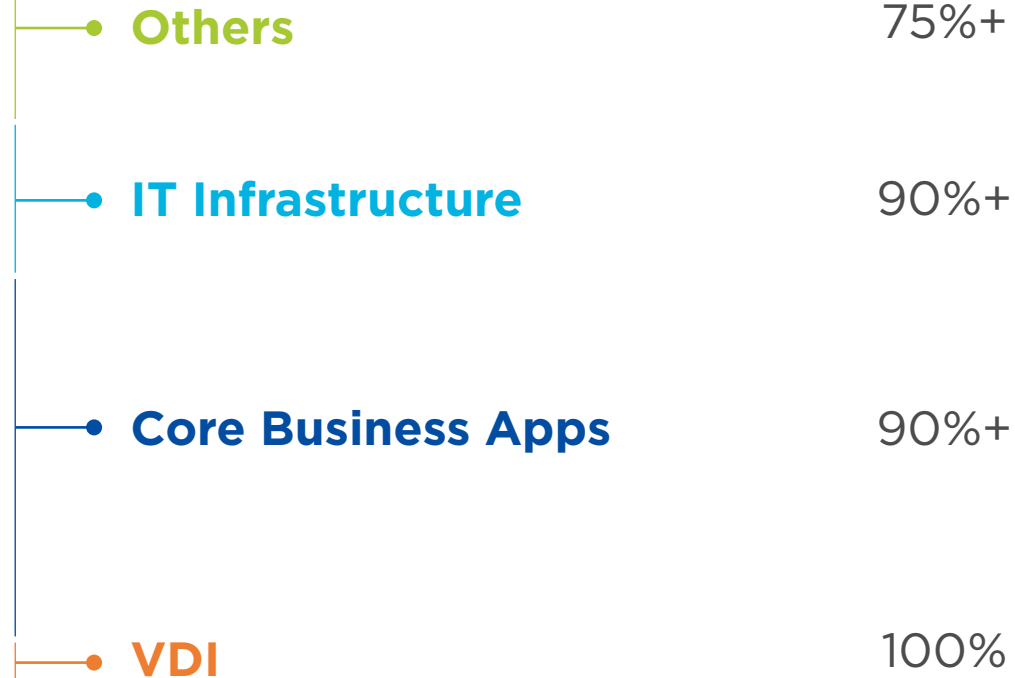 Others 75%+
IT Infrastructure 90%+
Core Business Apps 90%+
VDI 100%